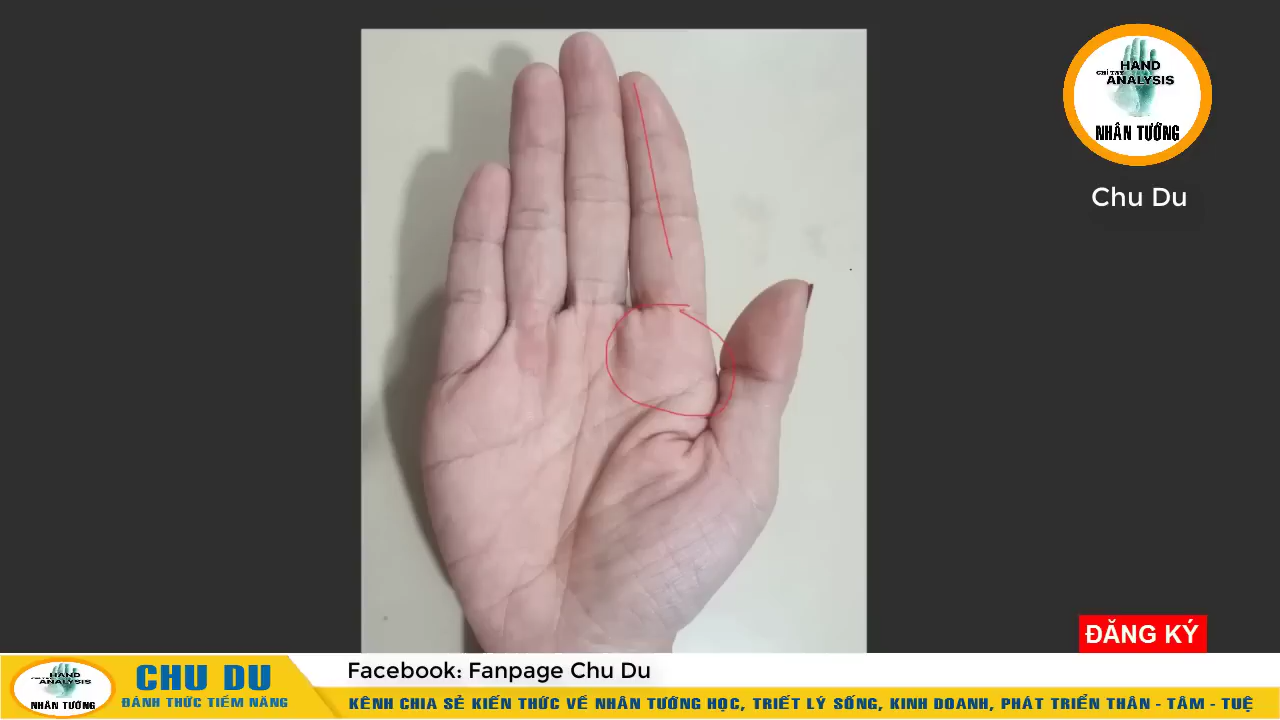 HAND
CHỈ TAY
ANALYSIS
NHÂN TƯỚNG
Chu Du
ĐĂNG KÝ
HAND
ANALYSIS
NHÂN TƯỚNG
CHU DU
ĐÁNH THỨC TIỀM NĂNG
Facebook: Fanpage Chu Du
KÊNH CHIA SẺ KIẾN THỨC VỀ NHÂN TƯỚNG HỌC, TRIẾT LÝ SỐNG, KINH DOANH, PHÁT TRIỂN THÂN - TÂM - TUỆ